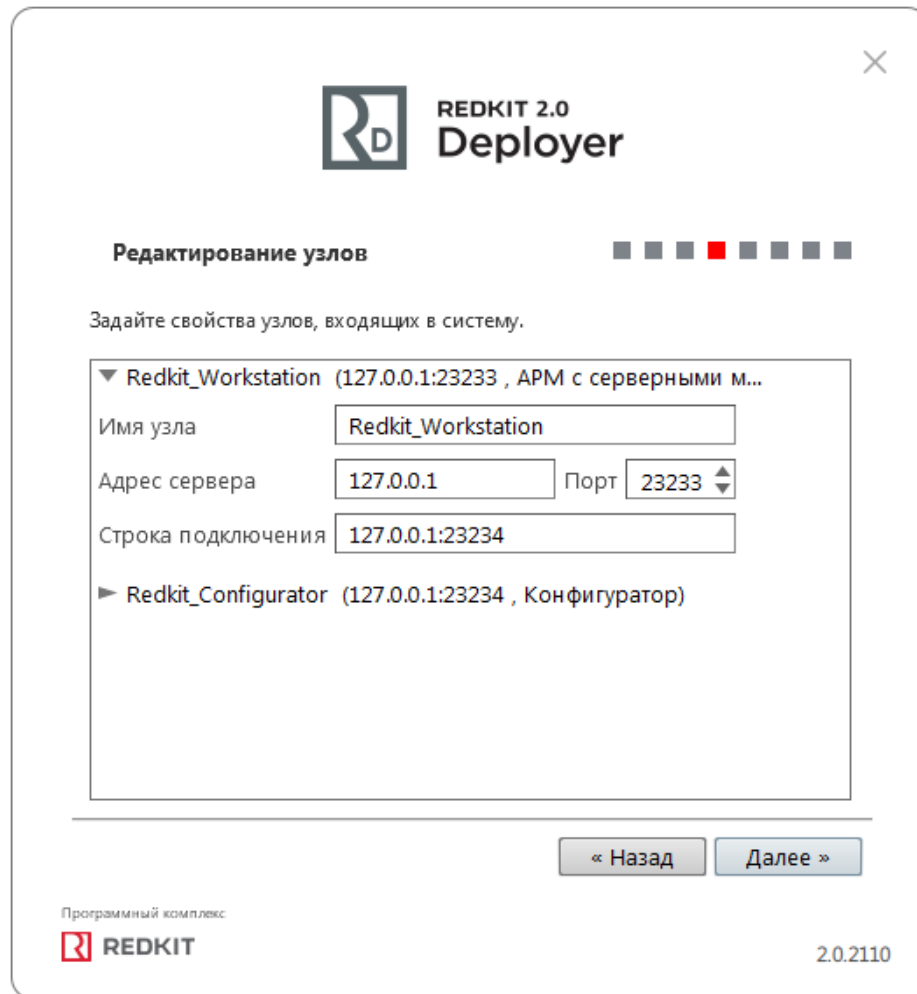 REDKIT 2.0
Deployer
Редактирование узлов
Задайте свойства узлов, входящих в систему.
Redkit_Workstation (127.0.0.1:23233 , АРМ с серверными м...
Имя узла Redkit_Workstation
Адрес сервера 127.0.0.1 Порт 23233
Строка подключения 127.0.0.1:23234
Redkit_Configurator (127.0.0.1:23234 , Конфигуратор)
« Назад Далее »
Программный комплекс
REDKIT
2.0.2110